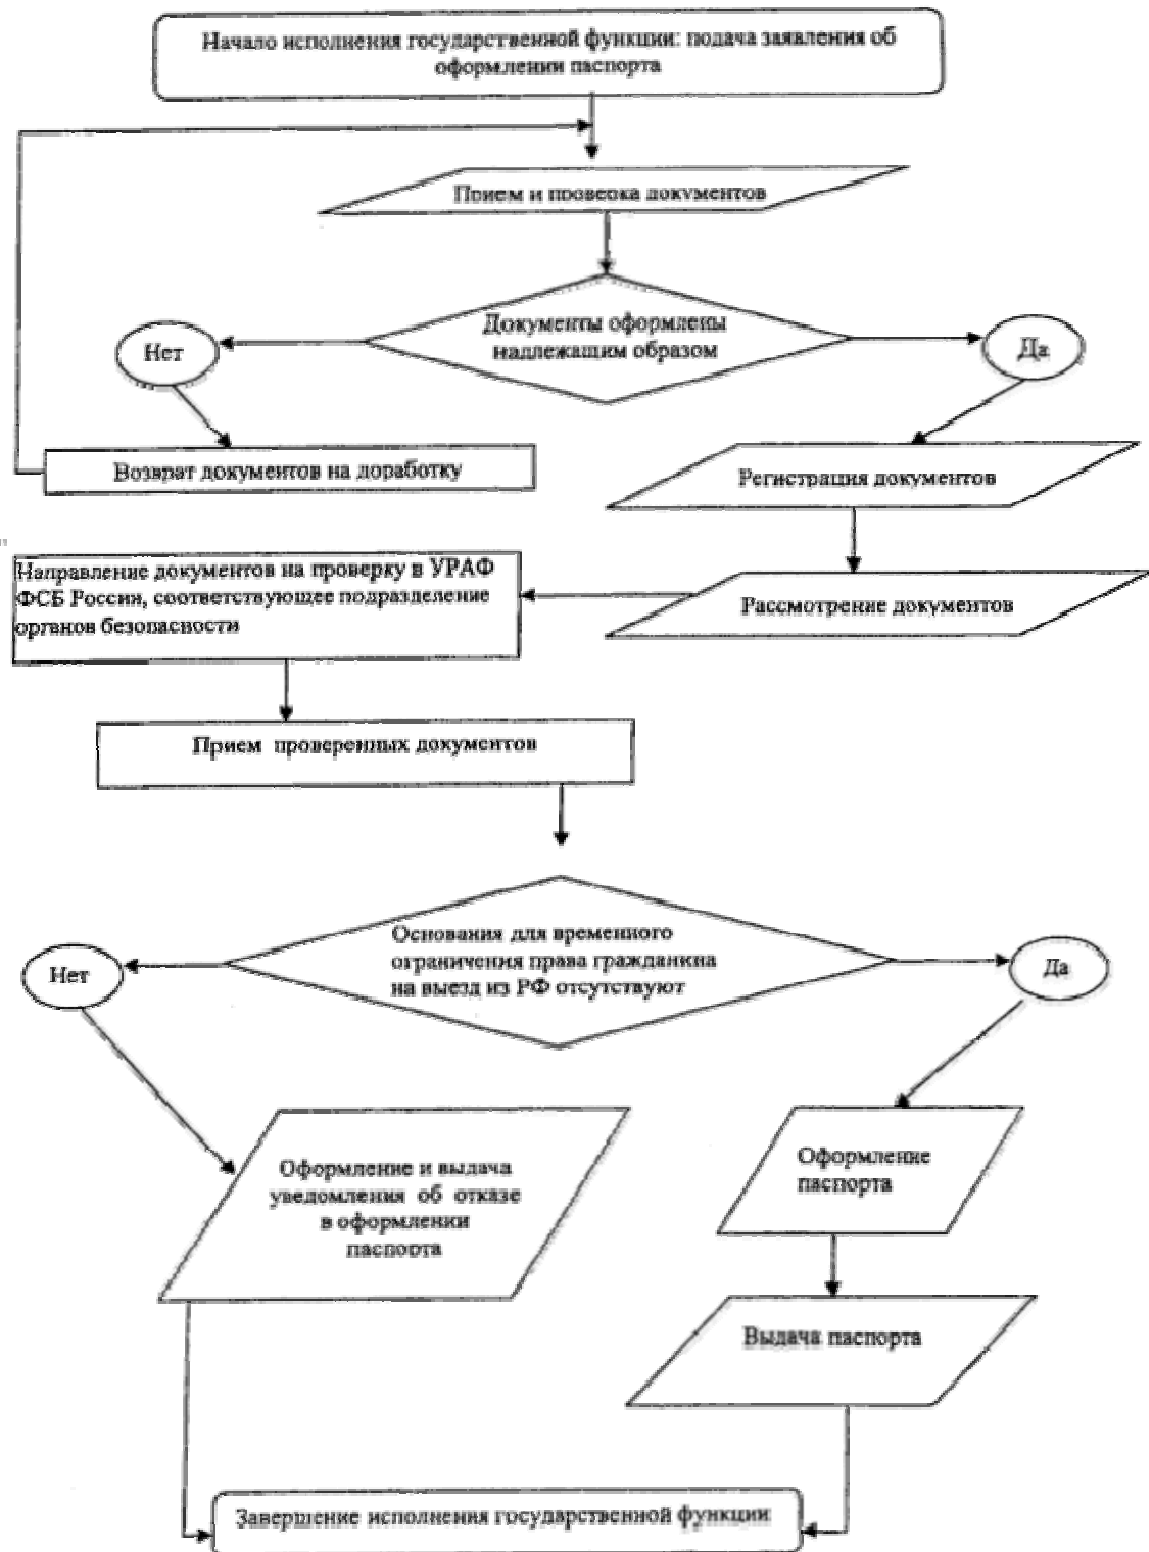 Начало исполнения государственной функции: подача заявления об
оформлении паспорта
Прием и проверка документов
Документы оформлены
надлежащим образом
Нет
Да
Возврат документов на доработку
Регистрация документов
Направление документов на проверку в УРАФ
ФСБ России, соответствующее подразделение
органов безопасности
Рассмотрение документов
Прием проверенных документов
Основания для временного
ограничения права гражданина
на выезд из РФ отсутствуют
Нет
Да
Оформление и выдача
уведомления об отказе
в оформлении
паспорта
Оформление
паспорта
Выдача паспорта
Завершение исполнения государственной функции